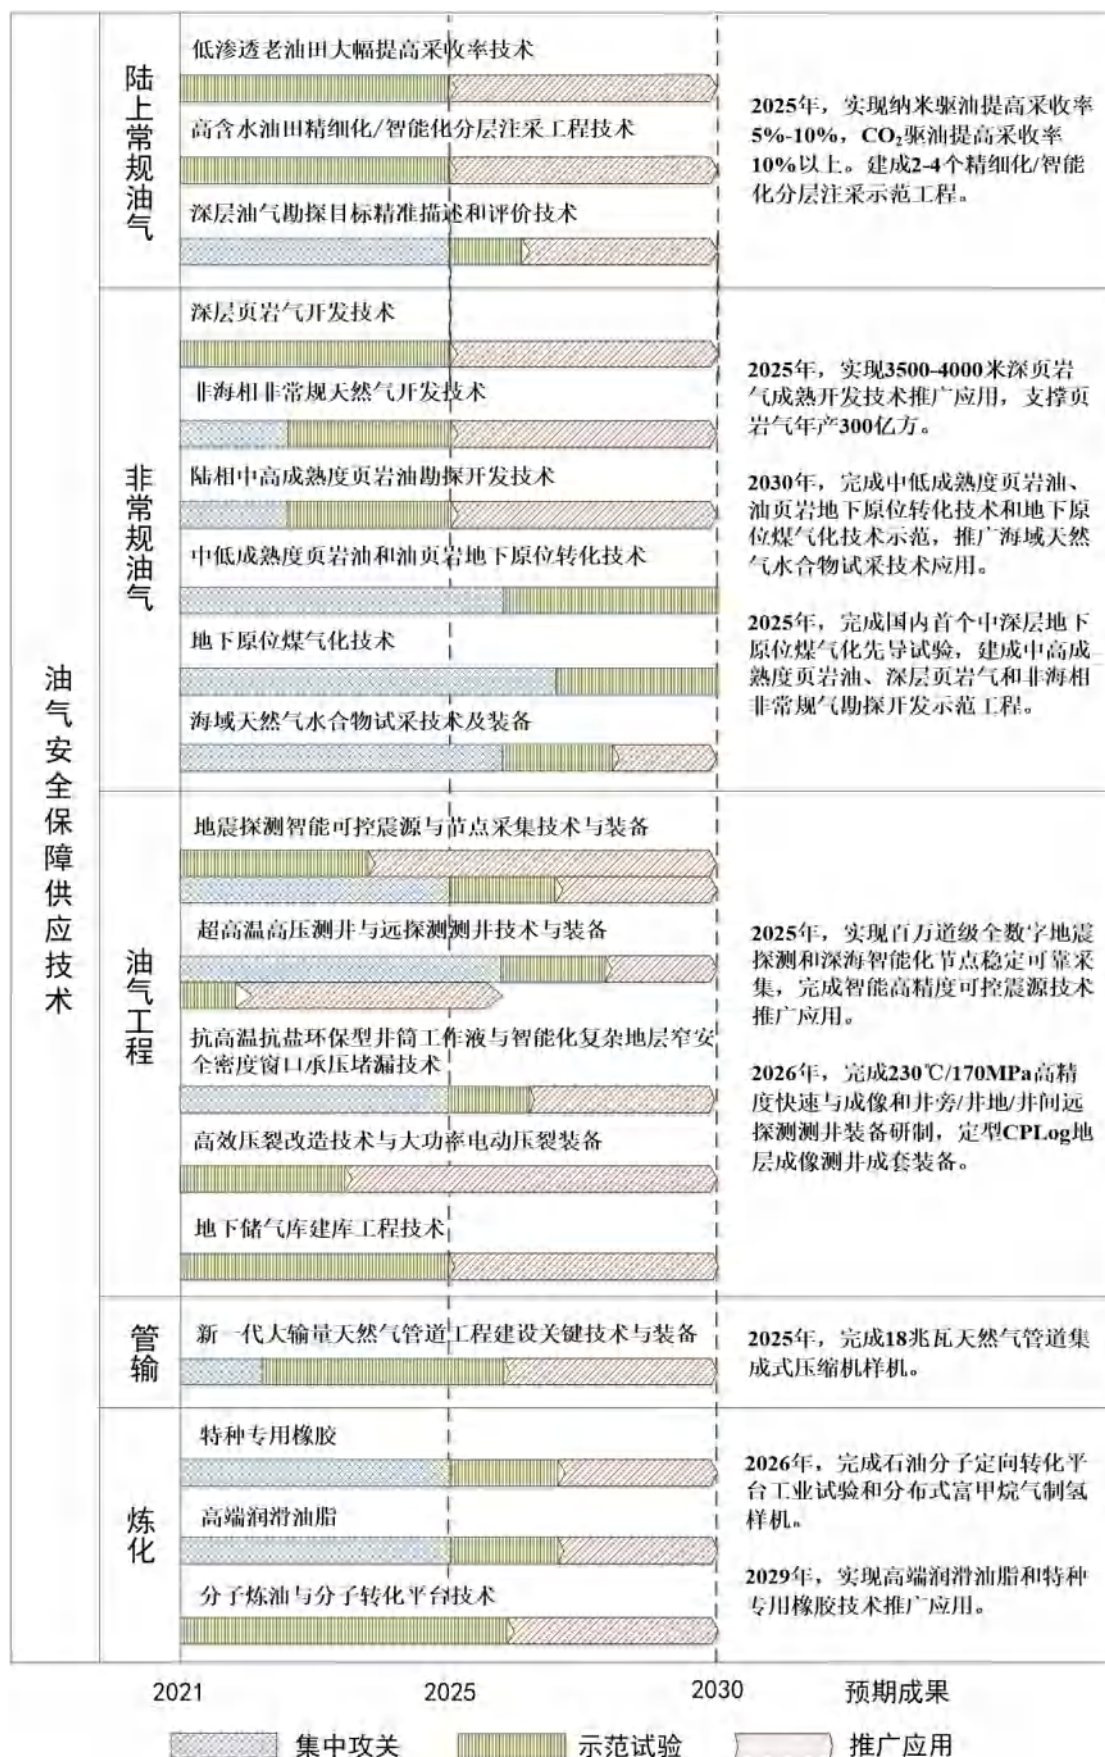 油气安全保障供应技术
陆上常规油气
低渗透老油田大幅提高采收率技术
高含水油田精细化/智能化分层注采工程技术
深层油气勘探目标精准描述和评价技术
2025年，实现纳米驱油提高采收率
5%-10%，CO₂驱油提高采收率
10%以上。建成2-4个精细化/智能
化分层注采示范工程。
非常规油气
深层页岩气开发技术
非海相非常规天然气开发技术
陆相中高成熟度页岩油勘探开发技术
中低成熟度页岩油和油页岩地下原位转化技术
地下原位煤气化技术
海域天然气水合物试采技术及装备
2025年，实现3500-4000米深页岩
气成熟开发技术推广应用，支撑页
岩气年产300亿方。
2030年，完成中低成熟度页岩油、
油页岩地下原位转化技术和地下原
位煤气化技术示范，推广海域天然
气水合物试采技术应用。
2025年，完成国内首个中深层地下
原位煤气化先导试验，建成中高成
熟度页岩油、深层页岩气和非海相
非常规气勘探开发示范工程。
油气工程
地震探测智能可控震源与节点采集技术与装备
超高温高压测井与远探测测井技术与装备
抗高温抗盐环保型井筒工作液与智能化复杂地层窄安
全密度窗口承压堵漏技术
高效压裂改造技术与大功率电动压裂装备
地下储气库建库工程技术
2025年，实现百万道级全数字地震
探测和深海智能化节点稳定可靠采
集，完成智能高精度可控震源技术
推广应用。
2026年，完成230℃/170MPa高精
度快速与成像和井旁/井地/井间远
探测测井装备研制，定型CPLog地
层成像测井成套装备。
管输
新一代大输量天然气管道工程建设关键技术与装备
2025年，完成18兆瓦天然气管道集
成式压缩机样机。
炼化
特种专用橡胶
高端润滑油脂
分子炼油与分子转化平台技术
2026年，完成石油分子定向转化平
台工业试验和分布式富甲烷气制氢
样机。
2029年，实现高端润滑油脂和特种
专用橡胶技术推广应用。
2021 2025 2030 预期成果
集中攻关 示范试验 推广应用